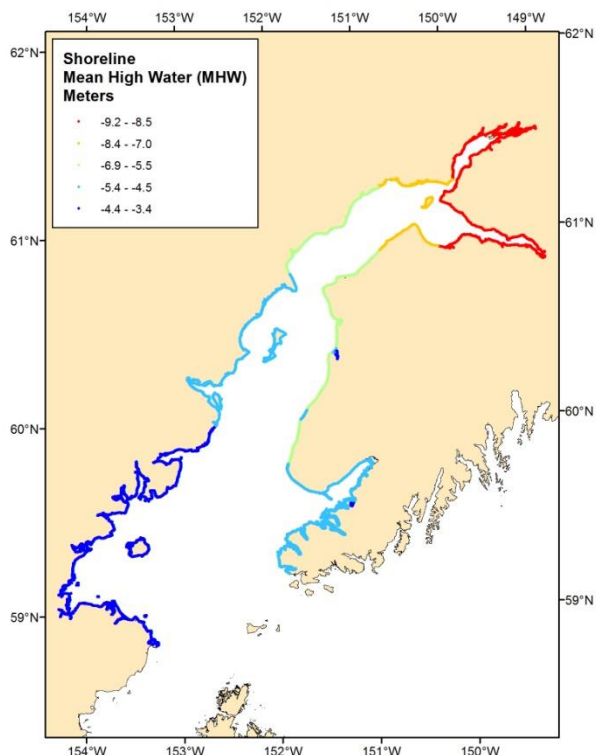 154°W 153°W 152°W 151°W 150°W 149°W
62°N 62°N
Shoreline
Mean High Water (MHW)
Meters
-9.2 - -8.5
-8.4 - -7.0
-6.9 - -5.5
-5.4 - -4.5
-4.4 - -3.4
61°N 61°N
60°N 60°N
59°N 59°N
154°W 153°W 152°W 151°W 150°W